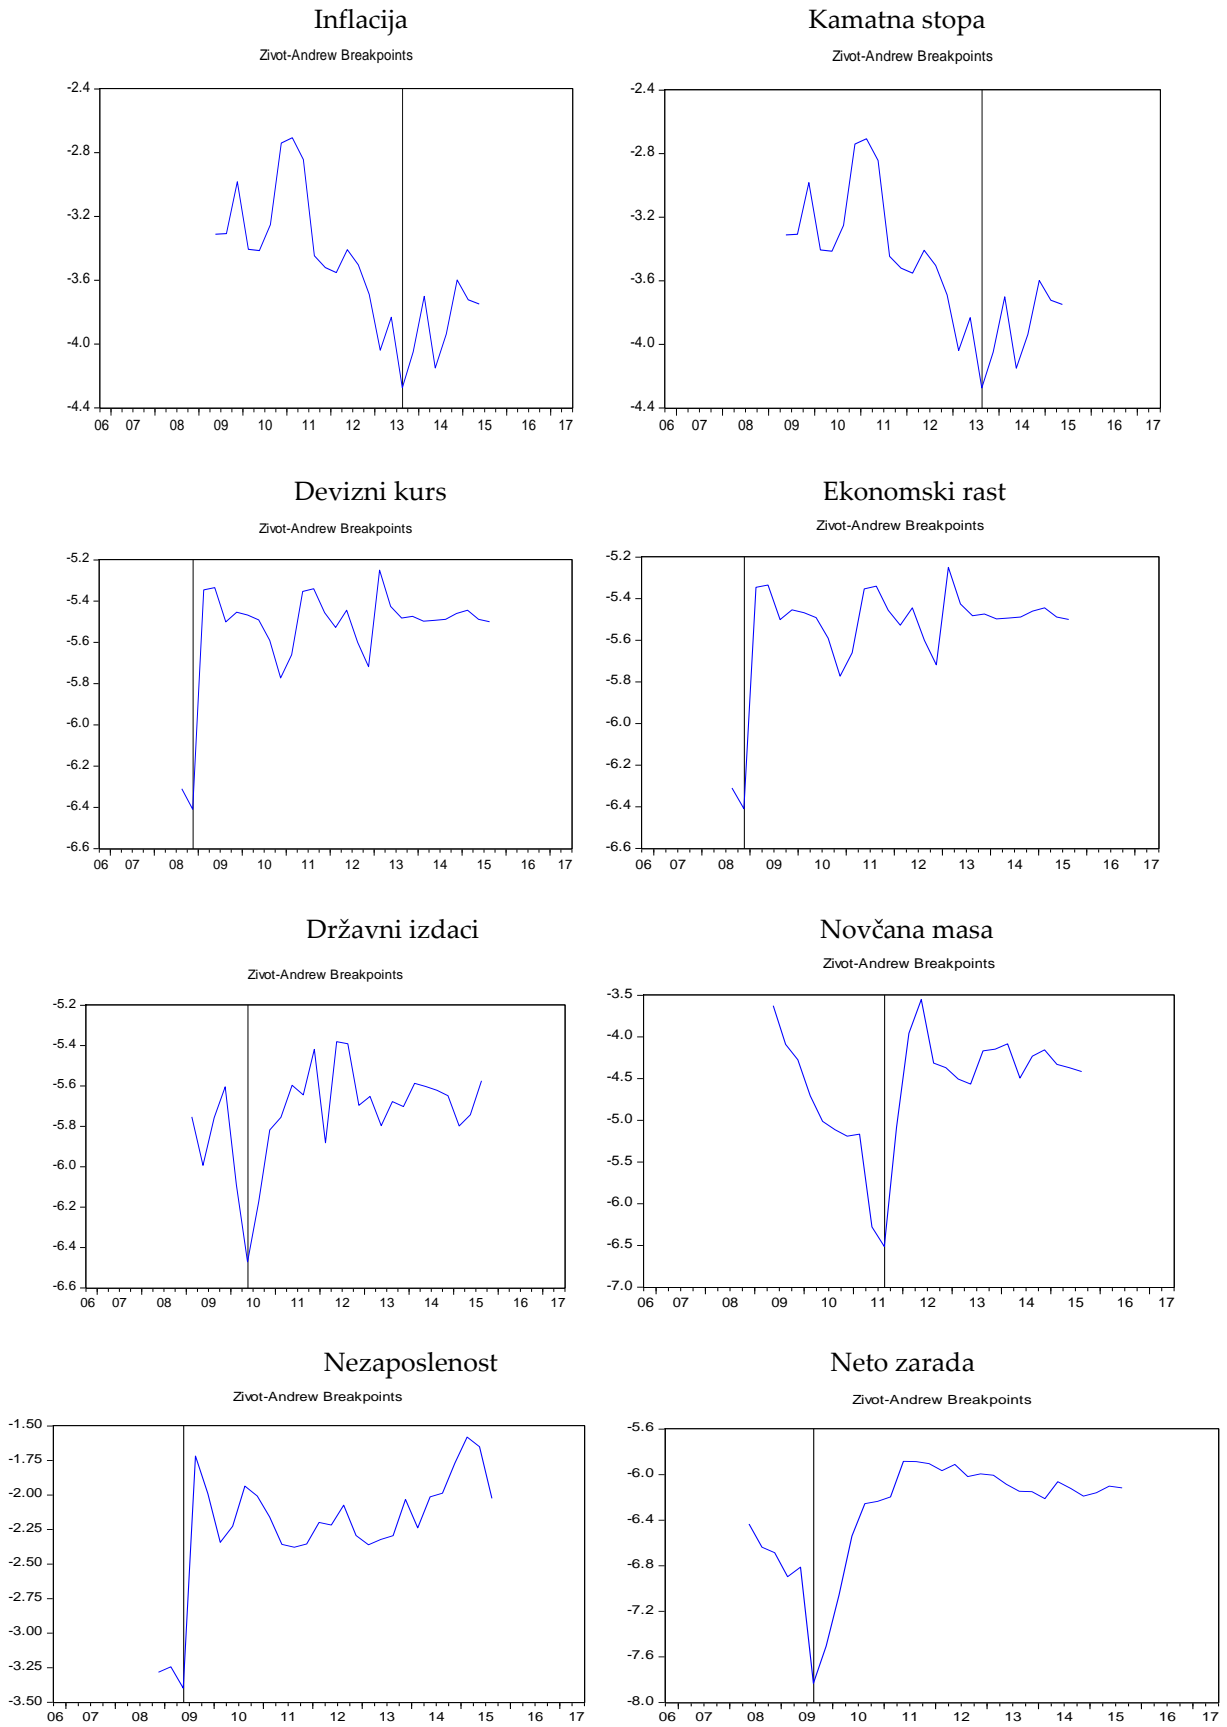 Inflacija
Zivot-Andrew Breakpoints
-2.4
-2.8
-3.2
-3.6
-4.0
-4.4
06 07 08 09 10 11 12 13 14 15 16 17
Kamatna stopa
Zivot-Andrew Breakpoints
-2.4
-2.8
-3.2
-3.6
-4.0
-4.4
06 07 08 09 10 11 12 13 14 15 16 17
Devizni kurs
Zivot-Andrew Breakpoints
-5.2
-5.4
-5.6
-5.8
-6.0
-6.2
-6.4
-6.6
06 07 08 09 10 11 12 13 14 15 16 17
Ekonomski rast
Zivot-Andrew Breakpoints
-5.2
-5.4
-5.6
-5.8
-6.0
-6.2
-6.4
-6.6
06 07 08 09 10 11 12 13 14 15 16 17
Državni izdaci
Zivot-Andrew Breakpoints
-5.2
-5.4
-5.6
-5.8
-6.0
-6.2
-6.4
-6.6
06 07 08 09 10 11 12 13 14 15 16 17
Novčana masa
Zivot-Andrew Breakpoints
-3.5
-4.0
-4.5
-5.0
-5.5
-6.0
-6.5
-7.0
06 07 08 09 10 11 12 13 14 15 16 17
Nezaposlenost
Zivot-Andrew Breakpoints
-1.50
-1.75
-2.00
-2.25
-2.50
-2.75
-3.00
-3.25
-3.50
06 07 08 09 10 11 12 13 14 15 16 17
Neto zarada
Zivot-Andrew Breakpoints
-5.6
-6.0
-6.4
-6.8
-7.2
-7.6
-8.0
06 07 08 09 10 11 12 13 14 15 16 17